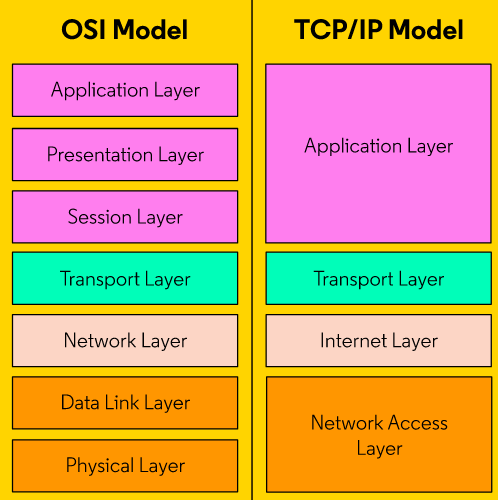 OSI Model
Application Layer
Presentation Layer
Session Layer
Transport Layer
Network Layer
Data Link Layer
Physical Layer
TCP/IP Model
Application Layer
Transport Layer
Internet Layer
Network Access
Layer